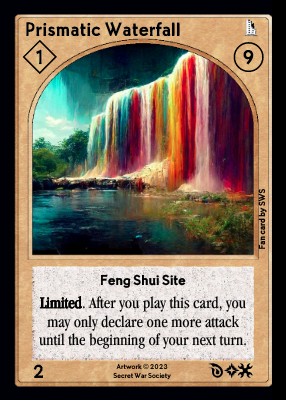 Prismatic Waterfall
1
9
Fan card by SWS
Feng Shui Site
Limited. After you play this card, you
may only declare one more attack
until the beginning of your next turn.
2
Artwork © 2023
Secret War Society